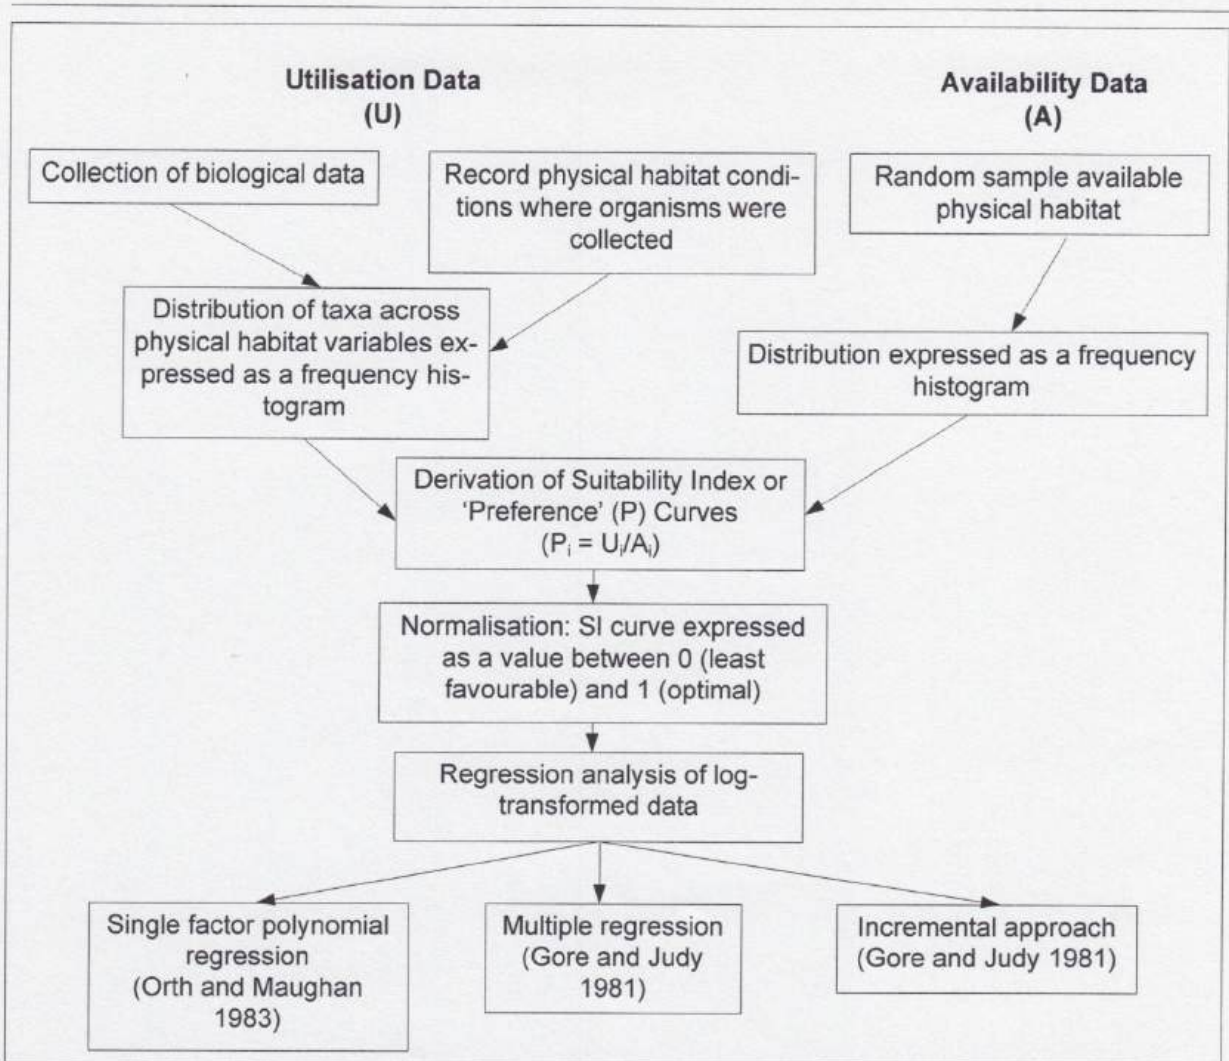 Utilisation Data
(U)
Availability Data
(A)
Collection of biological data
Record physical habitat condi-
tions where organisms were
collected
Random sample available
physical habitat
Distribution of taxa across
physical habitat variables ex-
pressed as a frequency his-
togram
Distribution expressed as a frequency
histogram
Derivation of Suitability Index or
‘Preference’ (P) Curves
(Pi = Ui/Ai)
Normalisation: SI curve expressed
as a value between 0 (least
favourable) and 1 (optimal)
Regression analysis of log-
transformed data
Single factor polynomial
regression
(Orth and Maughan
1983)
Multiple regression
(Gore and Judy
1981)
Incremental approach
(Gore and Judy 1981)